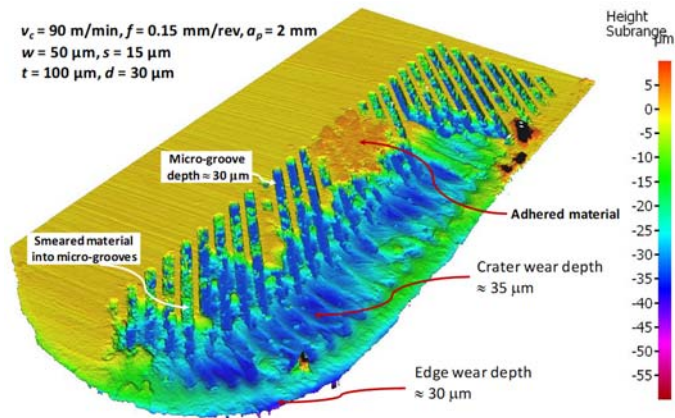 v_c = 90 m/min, f = 0.15 mm/rev, a_p = 2 mm
w = 50 µm, s = 15 µm
t = 100 µm, d = 30 µm
Height
Subrange
µm
5
0
-5
-10
-15
-20
-25
-30
-35
-40
-45
-50
-55
Micro-groove
depth ≈ 30 µm
Smeared material
into micro-grooves
Adhered material
Crater wear depth
≈ 35 µm
Edge wear depth
≈ 30 µm